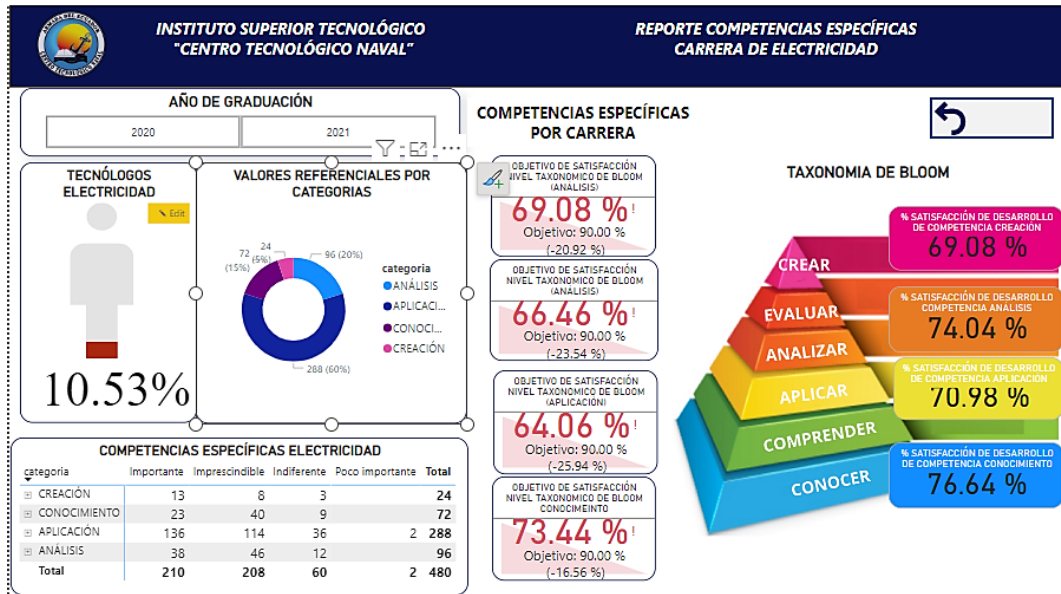 INSTITUTO SUPERIOR TECNOLÓGICO
"CENTRO TECNOLÓGICO NAVAL"
REPORTE COMPETENCIAS ESPECÍFICAS
CARRERA DE ELECTRICIDAD
AÑO DE GRADUACIÓN
2020
2021
TECNÓLOGOS
ELECTRICIDAD
Edit
10.53%
VALORES REFERENCIALES POR
CATEGORIAS
24
(5%)
72
(15%)
96 (20%)
288 (60%)
categoria
ANÁLISIS
APLICACI...
CONOCI...
CREACIÓN
COMPETENCIAS ESPECÍFICAS
POR CARRERA
OBJETIVO DE SATISFACCIÓN
NIVEL TAXONOMICO DE BLOOM
(ANÁLISIS)
69.08 %!
Objetivo: 90.00 %
(-20.92 %)
OBJETIVO DE SATISFACCIÓN
NIVEL TAXONOMICO DE BLOOM
(ANÁLISIS)
66.46 %!
Objetivo: 90.00 %
(-23.54 %)
OBJETIVO DE SATISFACCIÓN
NIVEL TAXONOMICO DE BLOOM
(APLICACIÓN)
64.06 %!
Objetivo: 90.00 %
(-25.94 %)
OBJETIVO DE SATISFACCIÓN
NIVEL TAXONOMICO DE BLOOM
CONOCIMEINTO
73.44 %!
Objetivo: 90.00 %
(-16.56 %)
TAXONOMIA DE BLOOM
CREAR
EVALUAR
ANALIZAR
APLICAR
COMPRENDER
CONOCER
% SATISFACCIÓN DE DESARROLLO
DE COMPETENCIA CREACIÓN
69.08 %
% SATISFACCIÓN DE DESARROLLO
COMPETENCIA ANÁLISIS
74.04 %
% SATISFACCIÓN DE DESARROLLO
DE COMPETENCIA APLICACION
70.98 %
% SATISFACCIÓN DE DESARROLLO
DE COMPETENCIA CONOCIMIENTO
76.64 %
COMPETENCIAS ESPECÍFICAS ELECTRICIDAD
categoria Importante Imprescindible Indiferente Poco importante Total
CREACIÓN 13 8 3 24
CONOCIMIENTO 23 40 9 72
APLICACIÓN 136 114 36 2 288
ANÁLISIS 38 46 12 96
Total 210 208 60 2 480